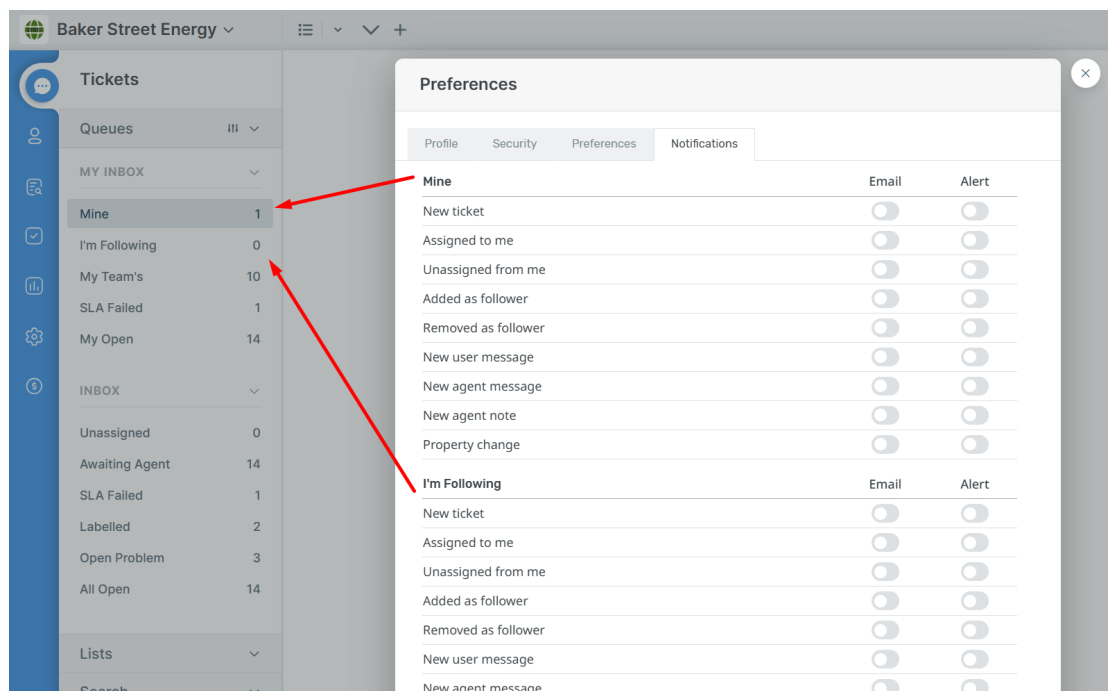 Baker Street Energy
Tickets
Queues
MY INBOX
Mine 1
I'm Following 0
My Team's 10
SLA Failed 1
My Open 14
INBOX
Unassigned 0
Awaiting Agent 14
SLA Failed 1
Labelled 2
Open Problem 3
All Open 14
Lists
Search
Preferences
Profile Security Preferences Notifications
Mine Email Alert
New ticket
Assigned to me
Unassigned from me
Added as follower
Removed as follower
New user message
New agent message
New agent note
Property change
I'm Following Email Alert
New ticket
Assigned to me
Unassigned from me
Added as follower
Removed as follower
New user message
New agent message